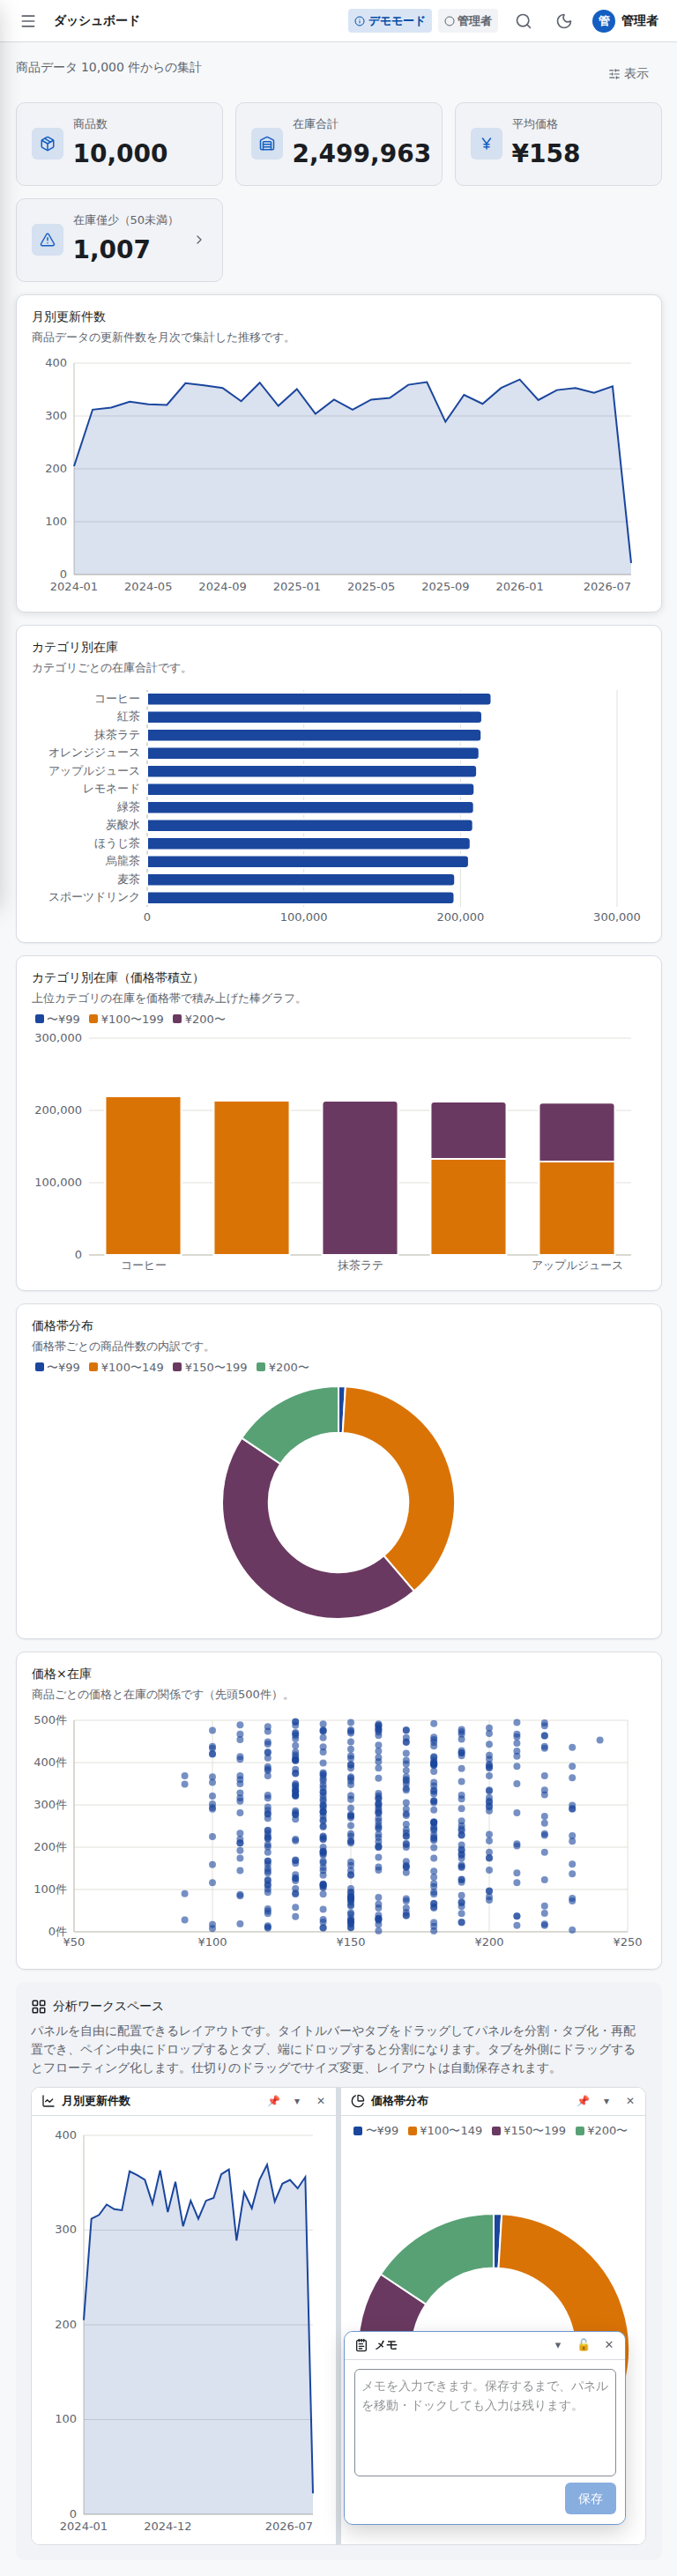 ダッシュボード
デモモード
管理者
管
管理者
商品データ 10,000 件からの集計
表示
商品数
10,000
在庫合計
2,499,963
平均価格
¥158
在庫僅少（50未満）
1,007
月別更新件数
商品データの更新件数を月次で集計した推移です。
400
300
200
100
0
2024-01 2024-05 2024-09 2025-01 2025-05 2025-09 2026-01 2026-07
カテゴリ別在庫
カテゴリごとの在庫合計です。
コーヒー
紅茶
抹茶ラテ
オレンジジュース
アップルジュース
レモネード
緑茶
炭酸水
ほうじ茶
烏龍茶
麦茶
スポーツドリンク
0 100,000 200,000 300,000
カテゴリ別在庫（価格帯積立）
上位カテゴリの在庫を価格帯で積み上げた棒グラフ。
〜¥99 ¥100〜199 ¥200〜
300,000
200,000
100,000
0
コーヒー 抹茶ラテ アップルジュース
価格帯分布
価格帯ごとの商品件数の内訳です。
〜¥99 ¥100〜149 ¥150〜199 ¥200〜
価格×在庫
商品ごとの価格と在庫の関係です（先頭500件）。
500件
400件
300件
200件
100件
0件
¥50 ¥100 ¥150 ¥200 ¥250
分析ワークスペース
パネルを自由に配置できるレイアウトです。タイトルバーやタブをドラッグしてパネルを分割・タブ化・再配
置でき、ペイン中央にドロップするとタブ、端にドロップすると分割になります。タブを外側にドラッグする
とフローティング化します。仕切りのドラッグでサイズ変更、レイアウトは自動保存されます。
月別更新件数
400
300
200
100
0
2024-01 2024-12 2026-07
価格帯分布
〜¥99 ¥100〜149 ¥150〜199 ¥200〜
メモ
メモを入力できます。保存するまで、パネル
を移動・ドックしても入力は残ります。
保存